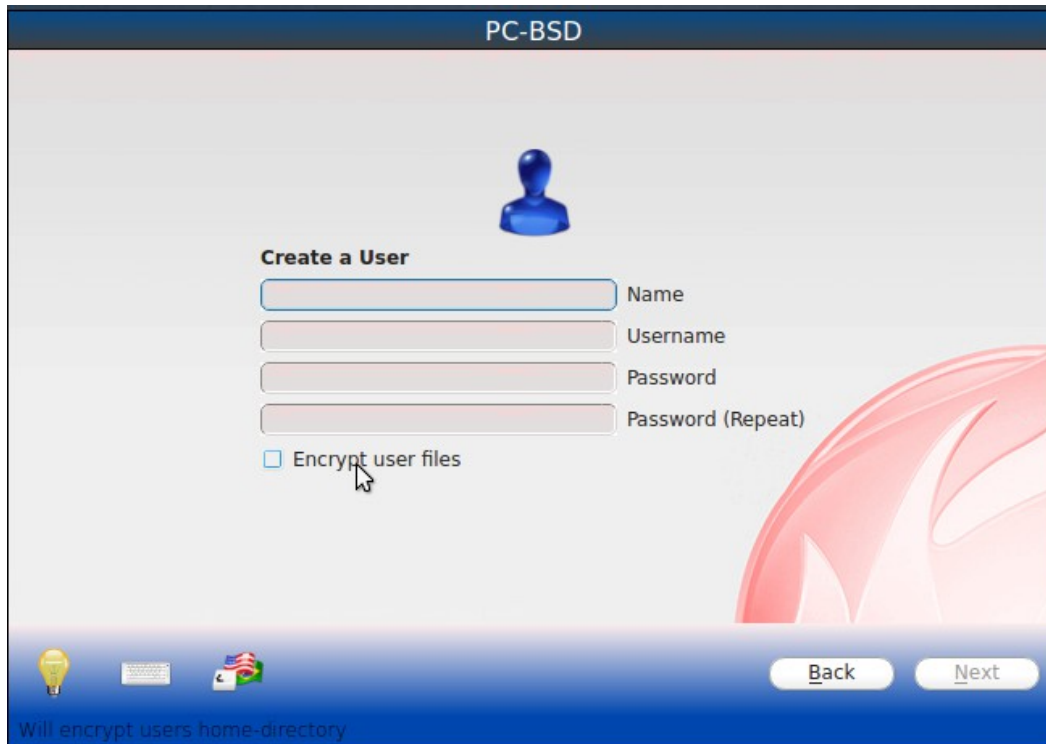 PC-BSD
Create a User
Name
Username
Password
Password (Repeat)
Encrypt user files
Back Next
Will encrypt users home-directory